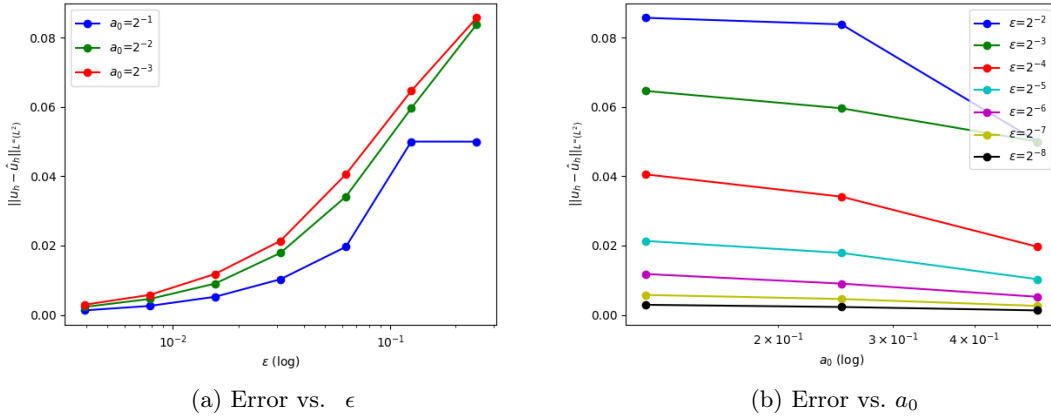 a₀=2⁻¹
a₀=2⁻²
a₀=2⁻³
0.08
0.06
0.04
0.02
0.00
||u_h − û_h||_{L^∞(L²)}
10⁻²
10⁻¹
ε (log)
(a) Error vs. ϵ
ε=2⁻²
ε=2⁻³
ε=2⁻⁴
ε=2⁻⁵
ε=2⁻⁶
ε=2⁻⁷
ε=2⁻⁸
0.08
0.06
0.04
0.02
0.00
||u_h − û_h||_{L^∞(L²)}
2 × 10⁻¹
3 × 10⁻¹
4 × 10⁻¹
a₀ (log)
(b) Error vs. a₀